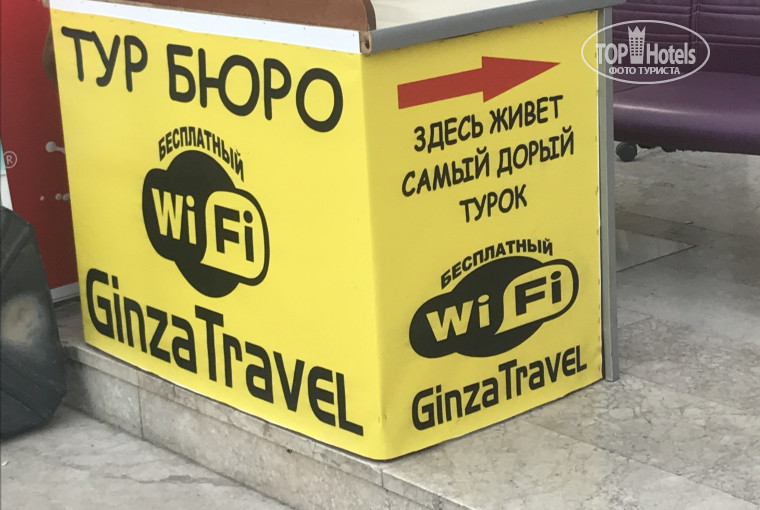 ТУР БЮРО
БЕСПЛАТНЫЙ
Wi Fi
GinzaTravel
ЗДЕСЬ ЖИВЕТ
САМЫЙ ДОРЫЙ
ТУРОК
БЕСПЛАТНЫЙ
Wi Fi
GinzaTravel
TOP Hotels
ФОТО ТУРИСТА
®